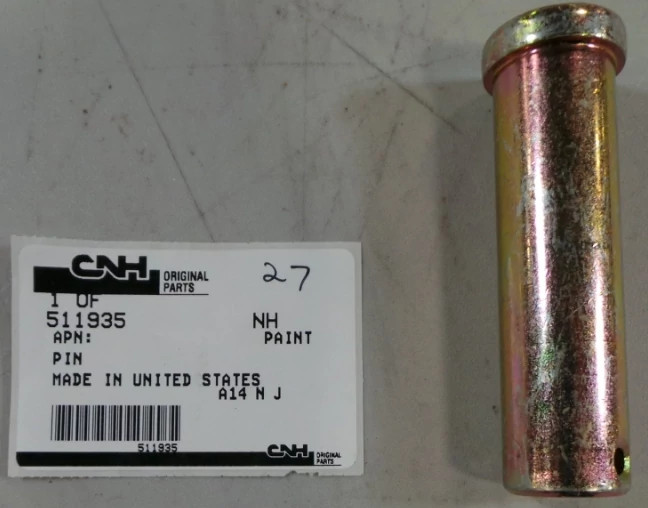 CNH ORIGINAL PARTS 27
1 OF
511935 NH
APN: PAINT
PIN
MADE IN UNITED STATES
A14 N J
511935
CNH ORIGINAL PARTS